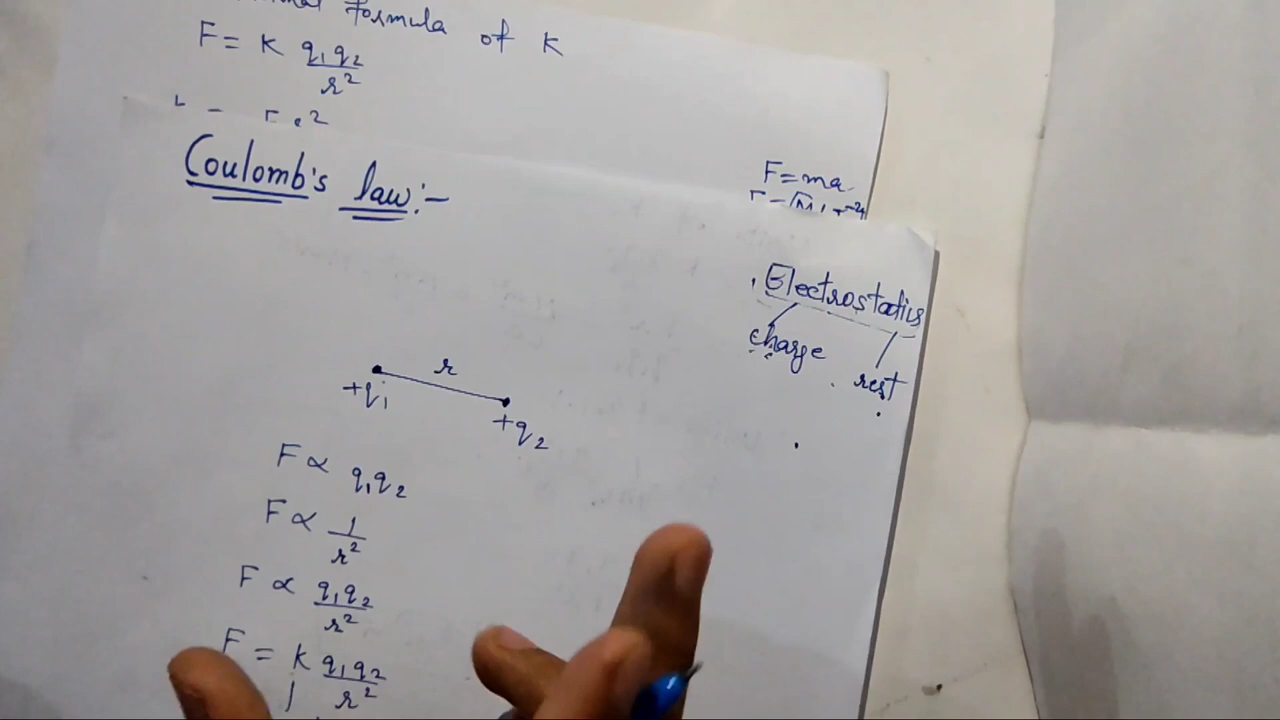 formula of K
F = K q₁q₂
r²
F = ma
Coulomb's law:-
Electrostatics
charge
rest
r
+q₁
+q₂
F ∝ q₁q₂
F ∝ 1
r²
F ∝ q₁q₂
r²
F = K q₁q₂
r²